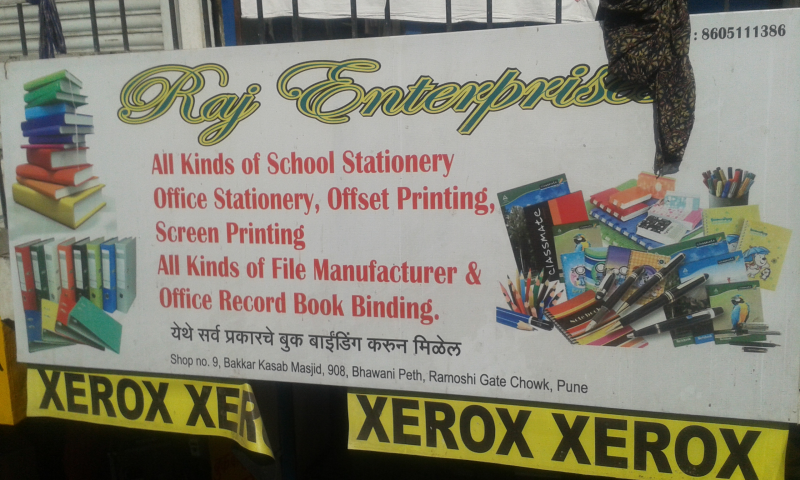 : 8605111386
Raj Enterprises
All Kinds of School Stationery
Office Stationery, Offset Printing,
Screen Printing
All Kinds of File Manufacturer &
Office Record Book Binding.
येथे सर्व प्रकारचे बुक बाईंडिंग करुन मिळेल
Shop no. 9, Bakkar Kasab Masjid, 908, Bhawani Peth, Ramoshi Gate Chowk, Pune
CLASSMATE
XEROX XEROX
XEROX XEROX